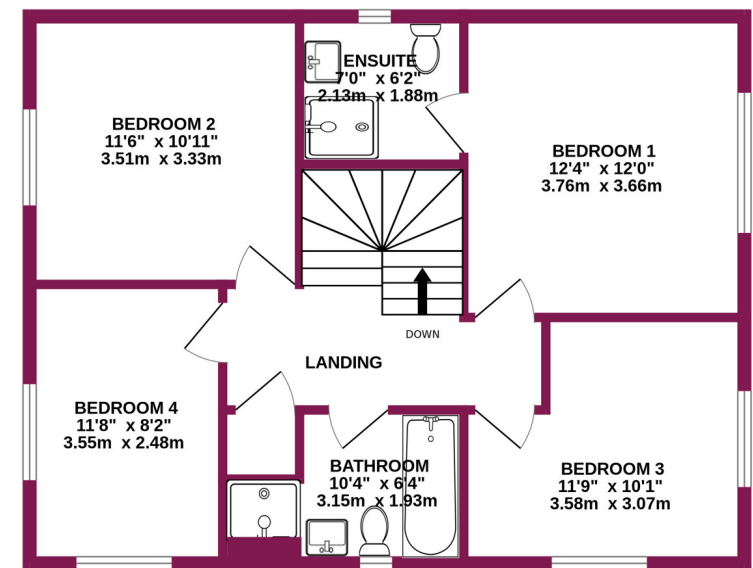 ENSUITE
7'0" x 6'2"
2.13m x 1.88m
BEDROOM 2
11'6" x 10'11"
3.51m x 3.33m
BEDROOM 1
12'4" x 12'0"
3.76m x 3.66m
DOWN
LANDING
BEDROOM 4
11'8" x 8'2"
3.55m x 2.48m
BATHROOM
10'4" x 6'4"
3.15m x 1.93m
BEDROOM 3
11'9" x 10'1"
3.58m x 3.07m